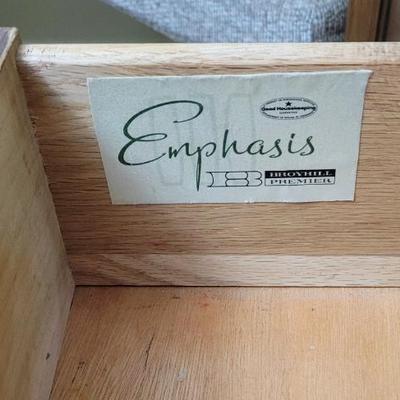 Good Housekeeping
Emphasis
B BROYHILL
PREMIER